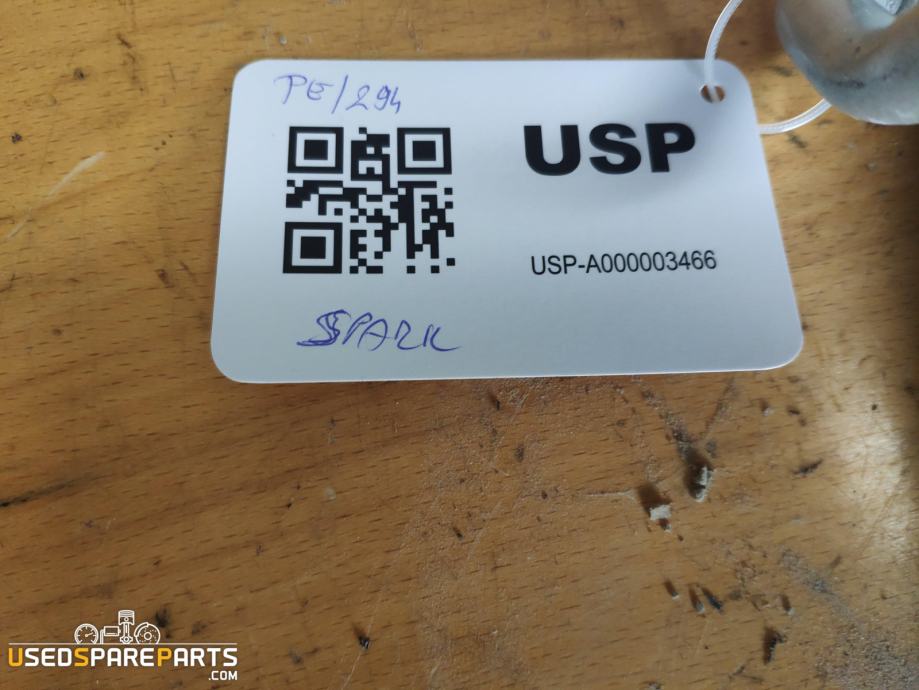 PE/294
USP
USP-A000003466
SPARK
USEDSPAREPARTS
.COM